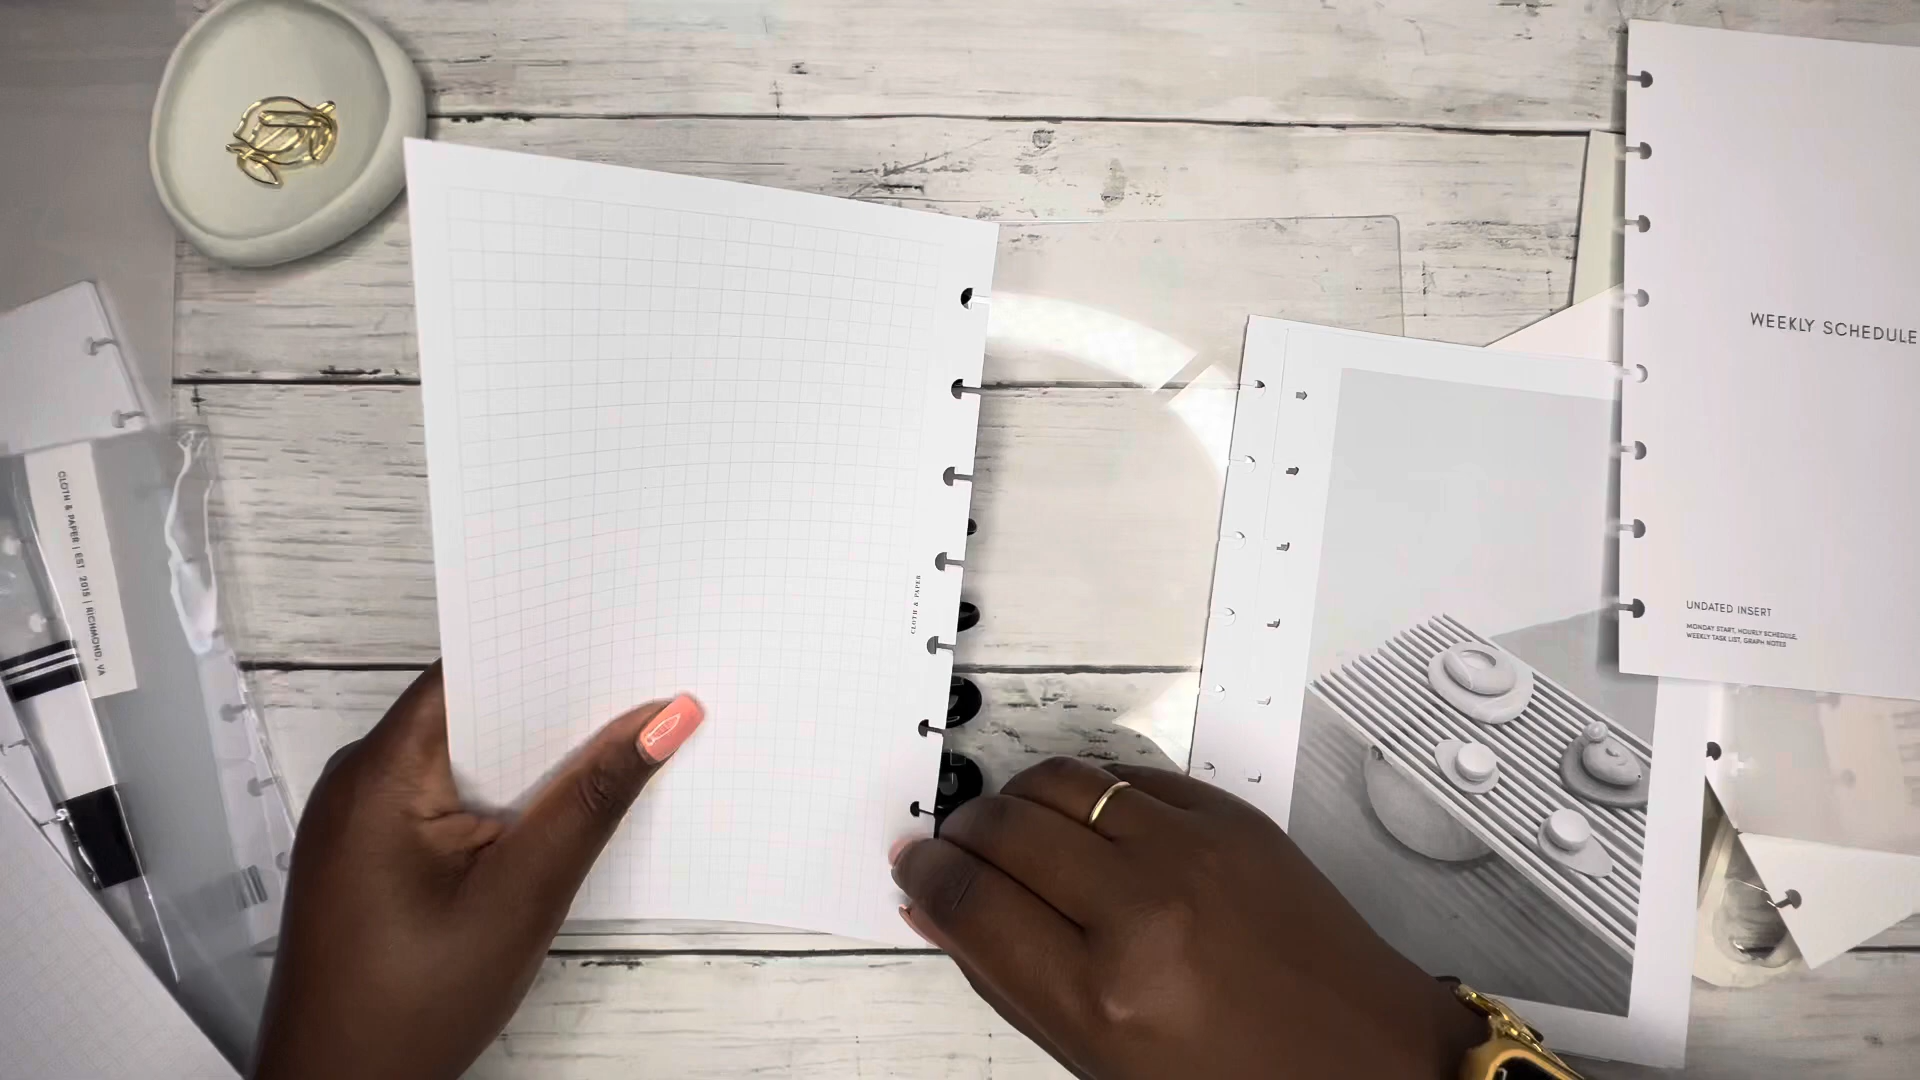 CLOTH & PAPER | EST. 2015 | RICHMOND, VA
CLOTH & PAPER
WEEKLY SCHEDULE
UNDATED INSERT
MONDAY START, HOURLY SCHEDULE,
WEEKLY TASK LIST, GRAPH NOTES